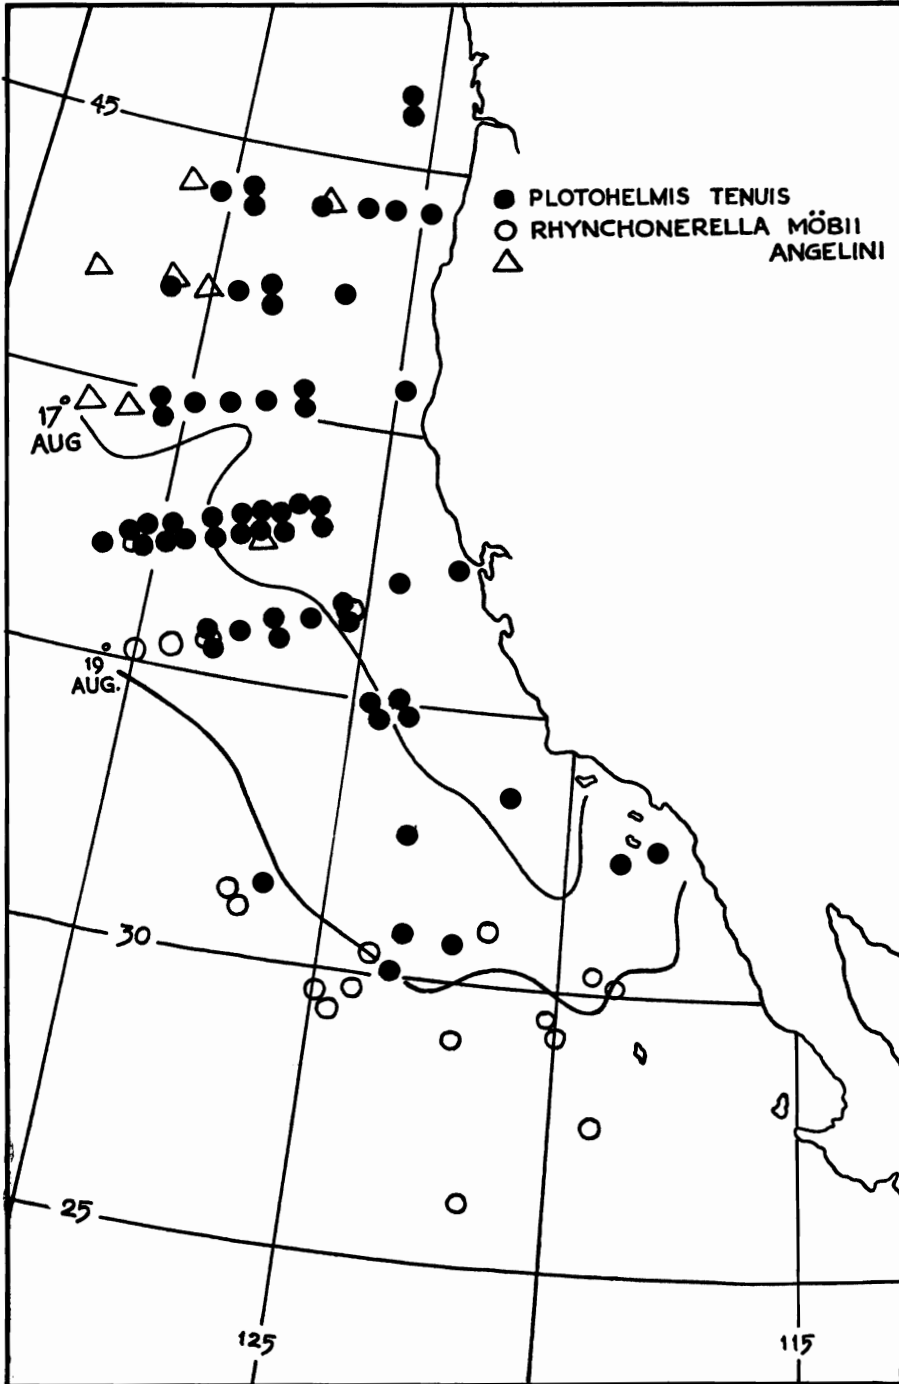 45
PLOTOHELMIS TENUIS
RHYNCHONERELLA MÖBII
ANGELINI
17°
AUG
19°
AUG.
30
25
125
115